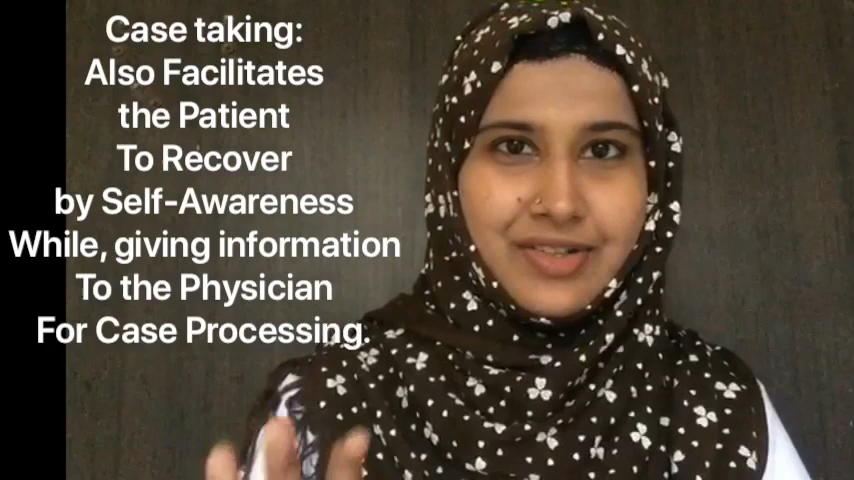 Case taking:
Also Facilitates
the Patient
To Recover
by Self-Awareness
While, giving information
To the Physician
For Case Processing.